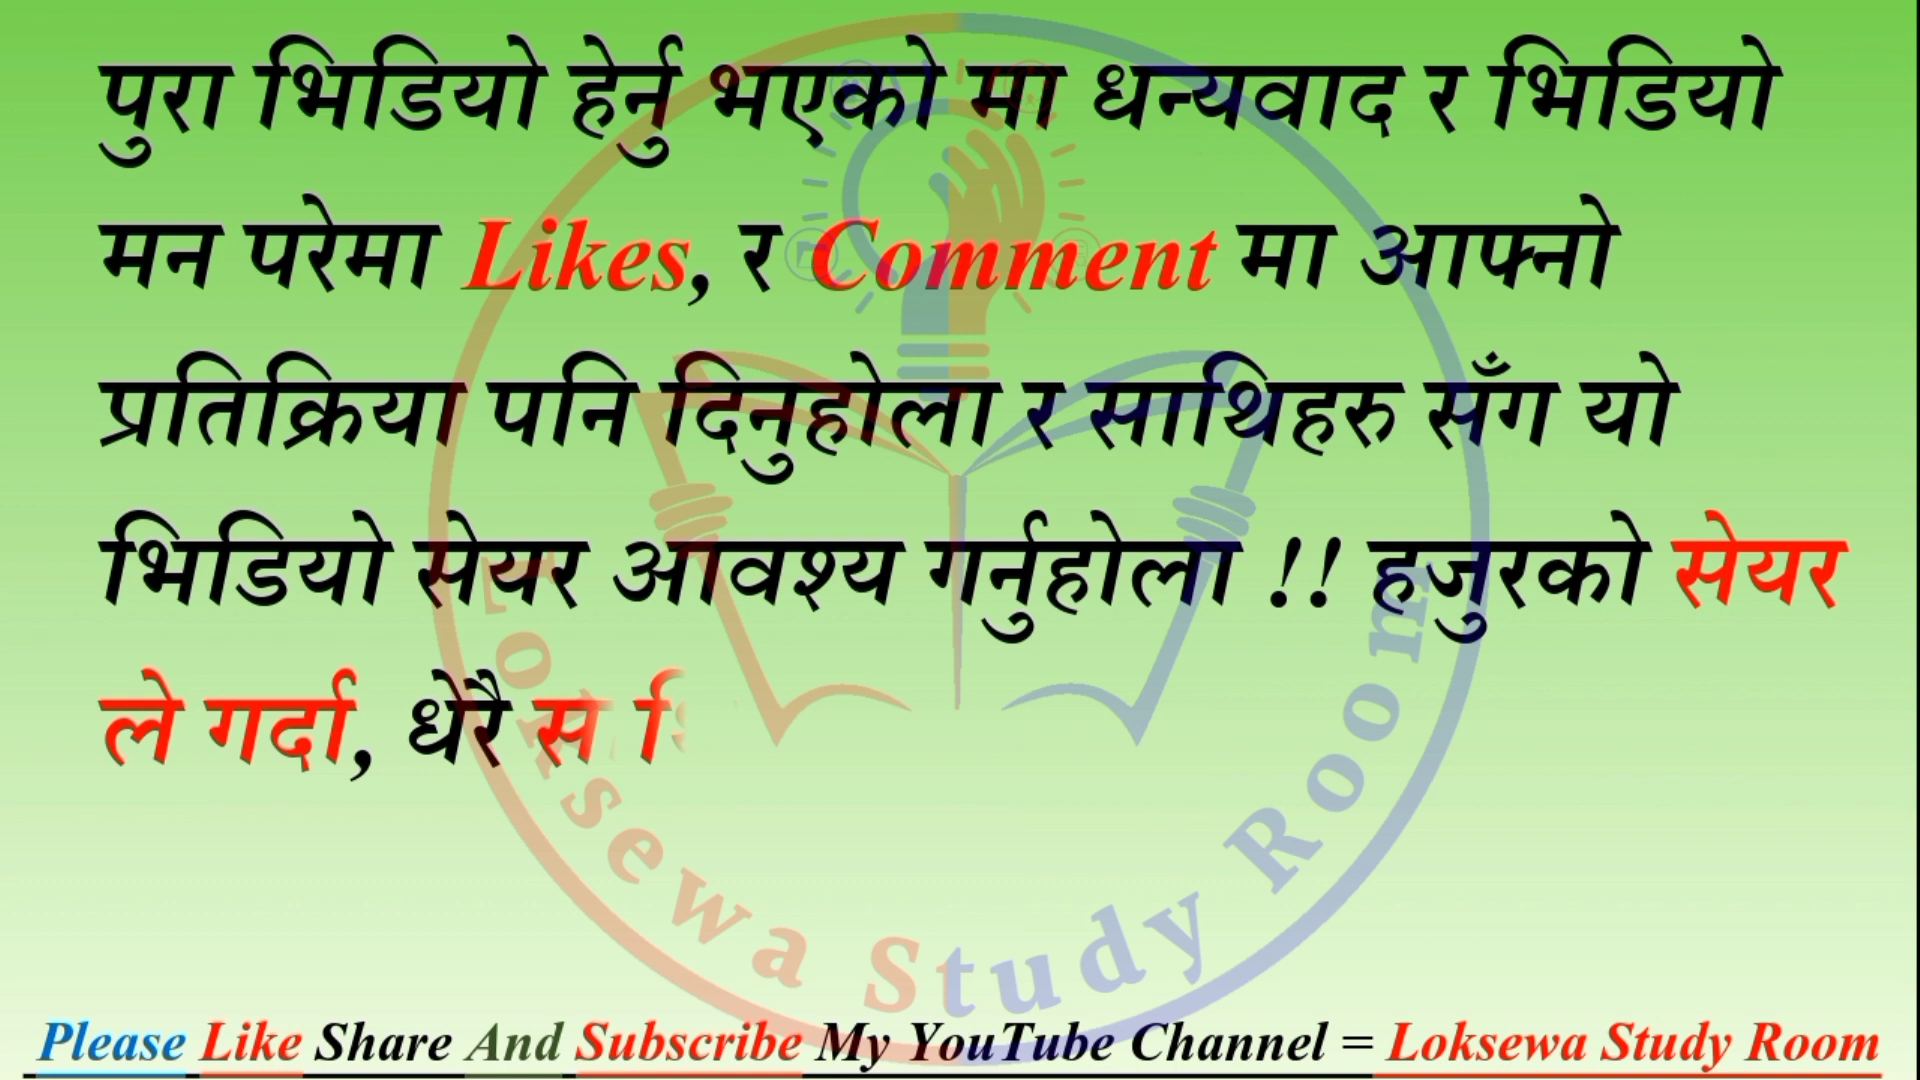 पुरा भिडियो हेर्नु भएको मा धन्यवाद र भिडियो
मन परेमा Likes, र Comment मा आफ्नो
प्रतिक्रिया पनि दिनुहोला र साथिहरु सँग यो
भिडियो सेयर आवश्य गर्नुहोला !! हजुरको सेयर
ले गर्दा, धेरै
Loksewa Study Room
Please Like Share And Subscribe My YouTube Channel = Loksewa Study Room